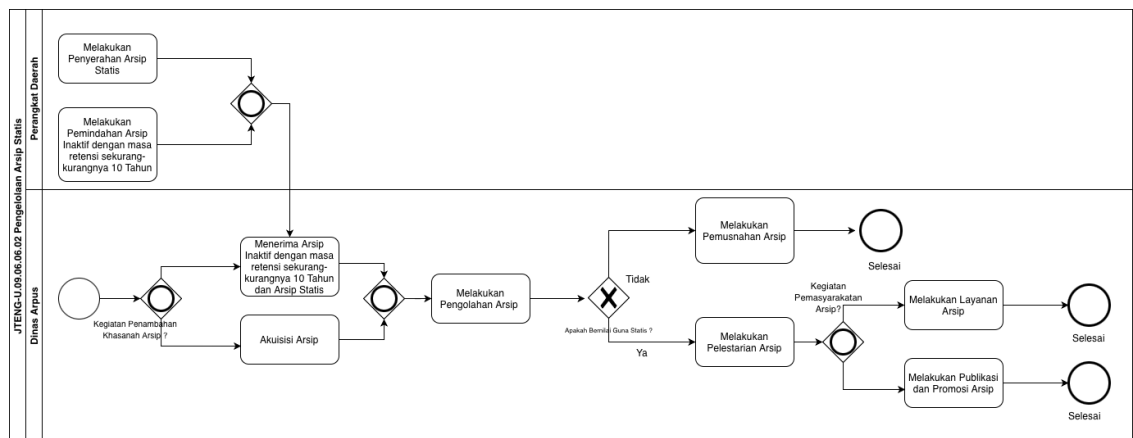 JTENG-U.09.06.06.02 Pengelolaan Arsip Statis
Perangkat Daerah
Melakukan
Penyerahan Arsip
Statis
Melakukan
Pemindahan Arsip
Inaktif dengan masa
retensi sekurang-
kurangnya 10 Tahun
Dinas Arpus
Kegiatan Penambahan
Khasanah Arsip ?
Menerima Arsip
Inaktif dengan masa
retensi sekurang-
kurangnya 10 Tahun
dan Arsip Statis
Akuisisi Arsip
Melakukan
Pengolahan Arsip
Apakah Bernilai Guna Statis ?
Tidak
Ya
Melakukan
Pemusnahan Arsip
Selesai
Melakukan
Pelestarian Arsip
Kegiatan
Pemasyarakatan
Arsip?
Melakukan Layanan
Arsip
Selesai
Melakukan Publikasi
dan Promosi Arsip
Selesai